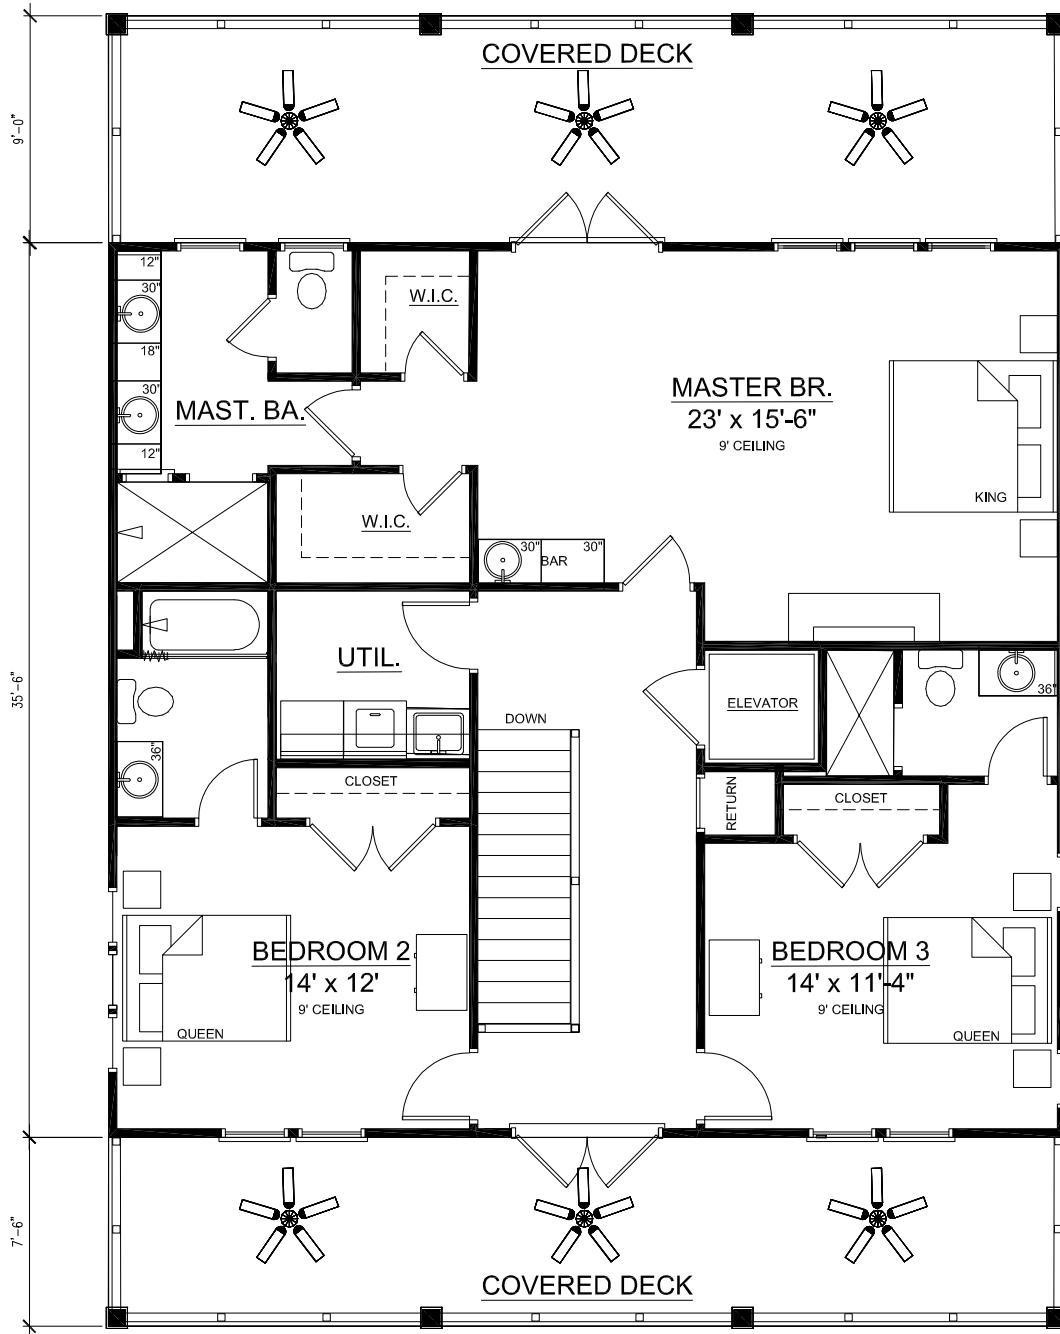 COVERED DECK
9'-0"
12"
30"
18"
30"
12"
W.I.C.
MAST. BA.
MASTER BR.
23' x 15'-6"
9' CEILING
KING
W.I.C.
30"
BAR
30"
35'-6"
UTIL.
DOWN
ELEVATOR
36"
36"
CLOSET
RETURN
CLOSET
BEDROOM 2
14' x 12'
9' CEILING
QUEEN
BEDROOM 3
14' x 11'-4"
9' CEILING
QUEEN
7'-6"
COVERED DECK